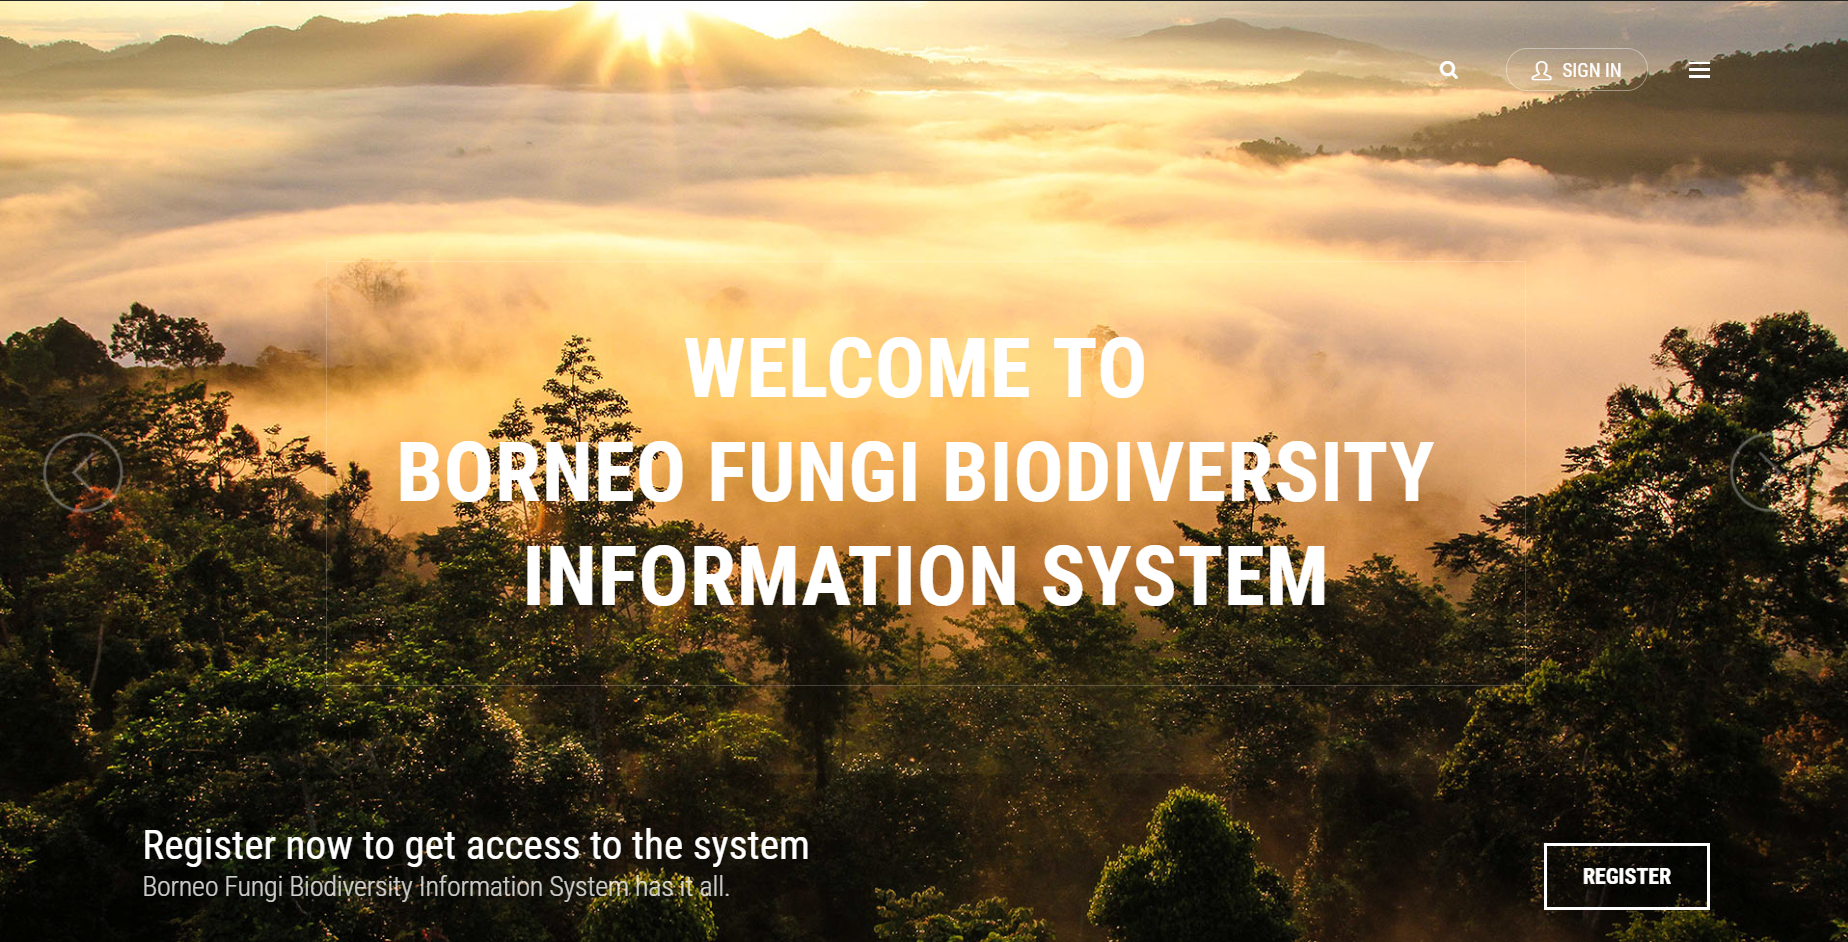 SIGN IN
WELCOME TO
BORNEO FUNGI BIODIVERSITY
INFORMATION SYSTEM
Register now to get access to the system
Borneo Fungi Biodiversity Information System has it all.
REGISTER